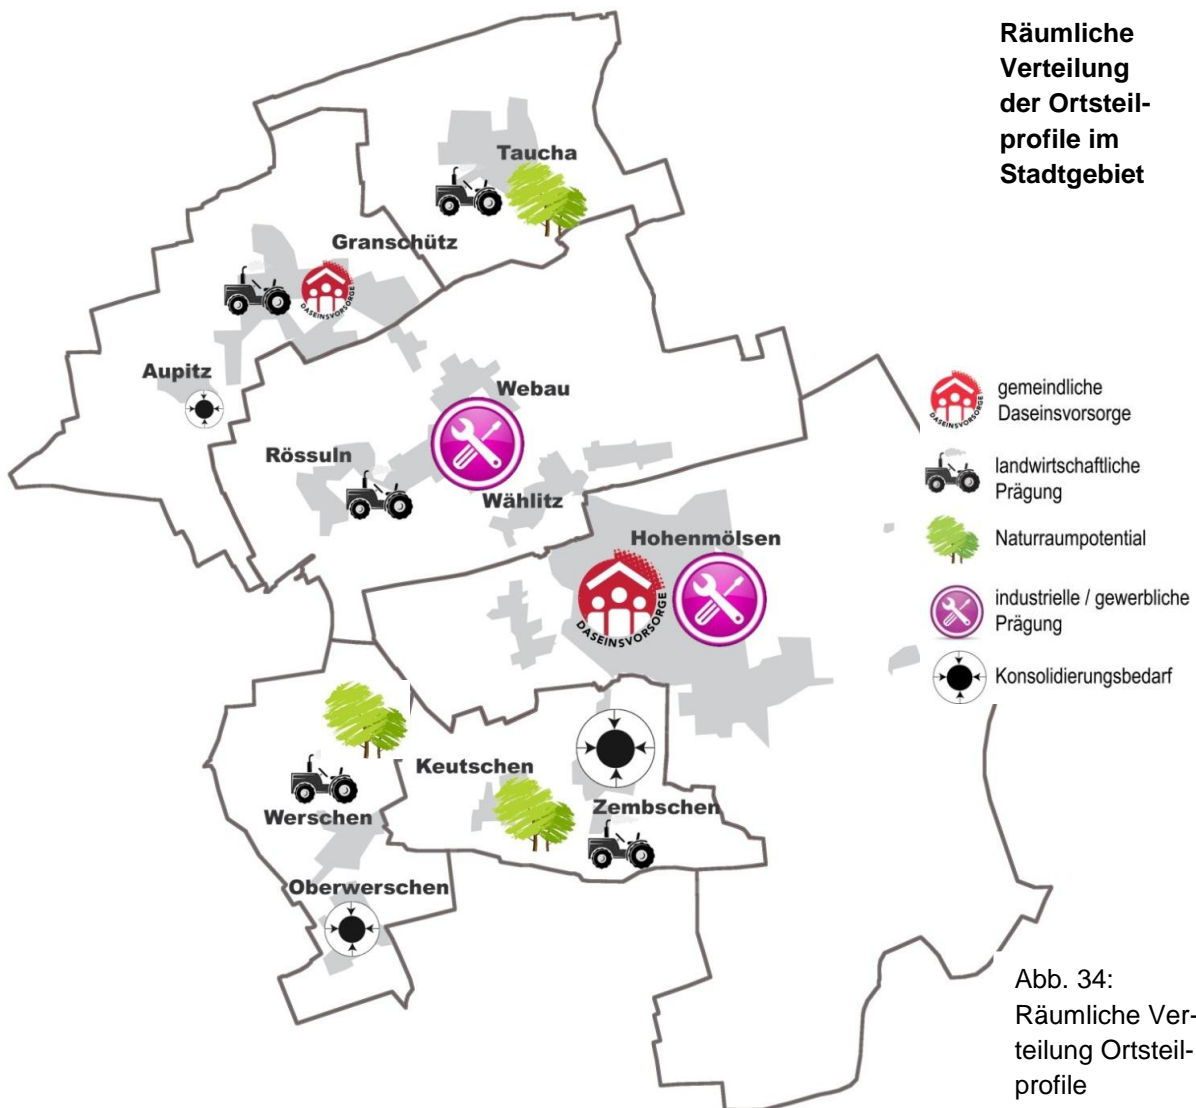 Räumliche
Verteilung
der Ortsteil-
profile im
Stadtgebiet
Taucha
Granschütz
DASEINSVORSORGE
Aupitz
Webau
Rössuln
Wählitz
Hohenmölsen
DASEINSVORSORGE
Keutschen
Zembschen
Werschen
Oberwerschen
DASEINSVORSORGE
gemeindliche
Daseinsvorsorge
landwirtschaftliche
Prägung
Naturraumpotential
industrielle / gewerbliche
Prägung
Konsolidierungsbedarf
Abb. 34:
Räumliche Ver-
teilung Ortsteil-
profile